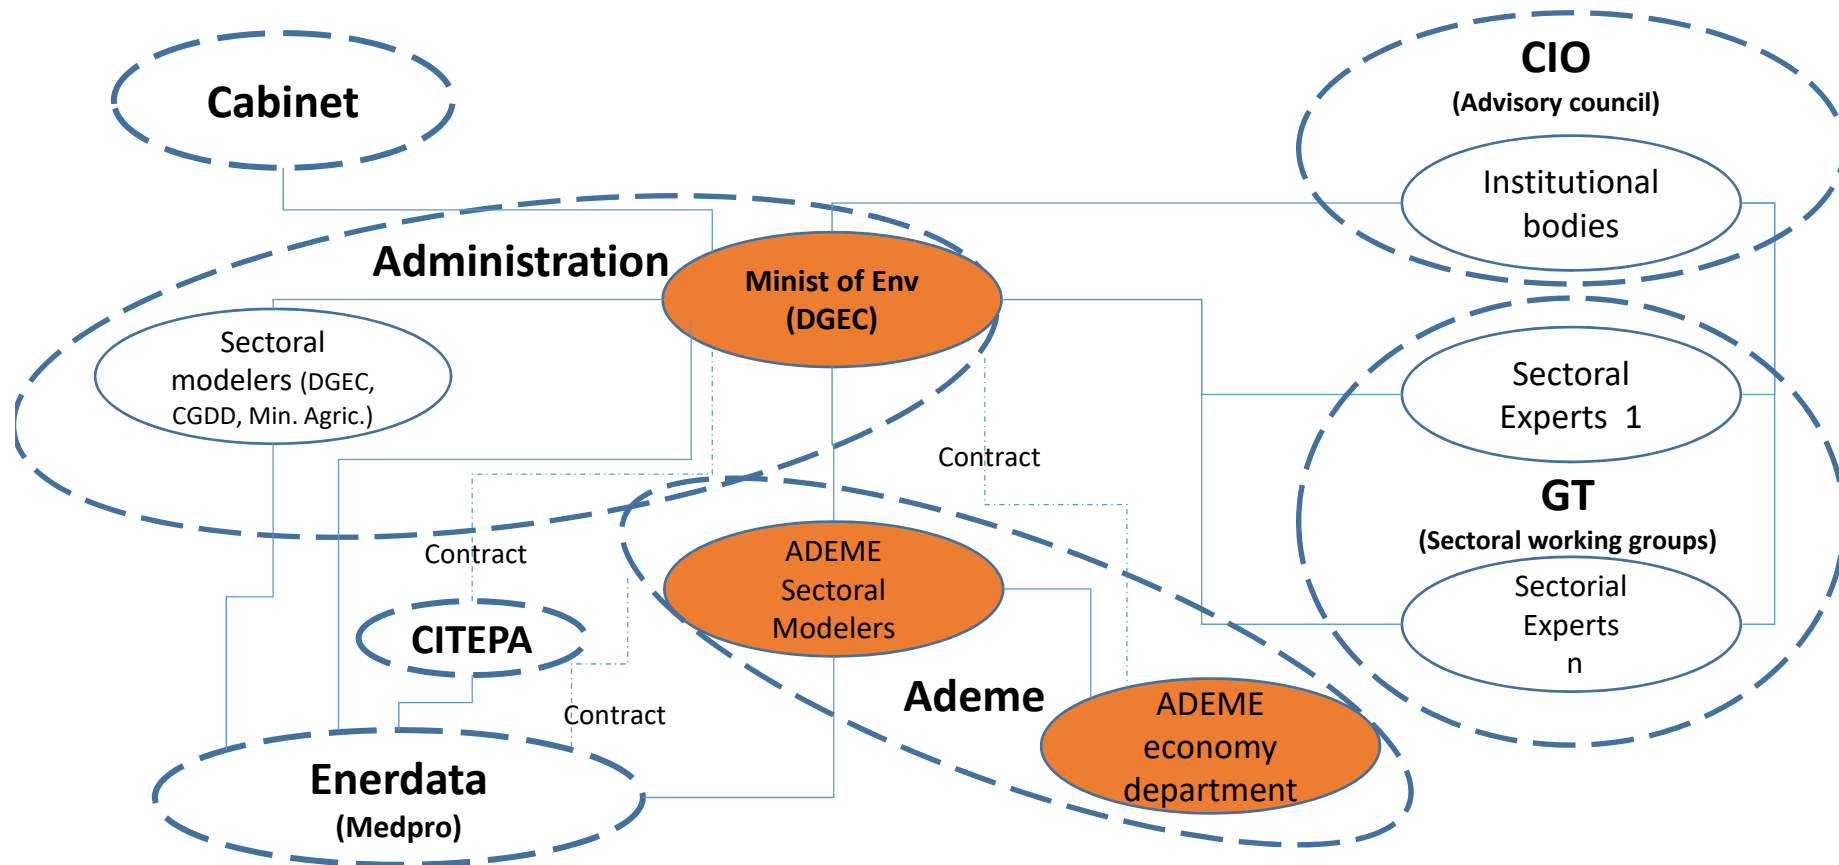 Cabinet
CIO
(Advisory council)
Institutional
bodies
Administration
Minist of Env
(DGEC)
Sectoral
modelers (DGEC,
CGDD, Min. Agric.)
Sectoral
Experts 1
Contract
GT
(Sectoral working groups)
Contract
ADEME
Sectoral
Modelers
Sectorial
Experts
n
CITEPA
Ademe
Contract
ADEME
economy
department
Enerdata
(Medpro)